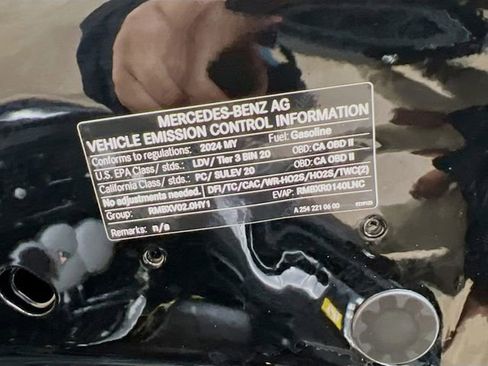 MERCEDES-BENZ AG
VEHICLE EMISSION CONTROL INFORMATION
Conforms to regulations: 2024 MY Fuel: Gasoline
U.S. EPA Class / stds.: LDV/ Tier 3 BIN 20 OBD: CA OBD II
California Class / stds.: PC/ SULEV 20 OBD: CA OBD II
No adjustments needed. DFI/TC/CAC/WR-HO2S/HO2S/TWC(2)
Group: RMBXV02.0HY1 EVAP: RMBXR0140LNC
Remarks: n/a A 254 221 06 00